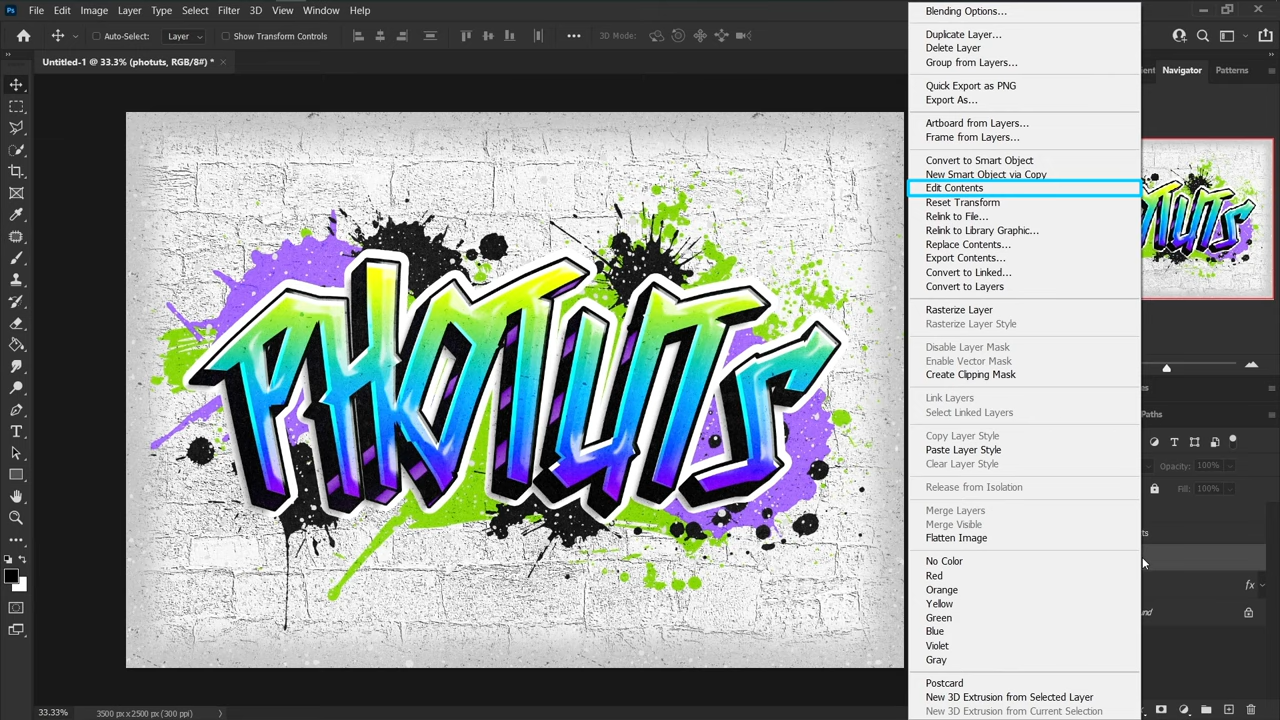 Ps File Edit Image Layer Type Select Filter 3D View Window Help
Auto-Select: Layer Show Transform Controls 3D Mode:
Untitled-1 @ 33.3% (photuts, RGB/8#) *
Navigator Patterns
PHOTUTS
Blending Options...
Duplicate Layer...
Delete Layer
Group from Layers...
Quick Export as PNG
Export As...
Artboard from Layers...
Frame from Layers...
Convert to Smart Object
New Smart Object via Copy
Edit Contents
Reset Transform
Relink to File...
Relink to Library Graphic...
Replace Contents...
Export Contents...
Convert to Linked...
Convert to Layers
Rasterize Layer
Rasterize Layer Style
Disable Layer Mask
Enable Vector Mask
Create Clipping Mask
Link Layers
Select Linked Layers
Copy Layer Style
Paste Layer Style
Clear Layer Style
Release from Isolation
Merge Layers
Merge Visible
Flatten Image
No Color
Red
Orange
Yellow
Green
Blue
Violet
Gray
Postcard
New 3D Extrusion from Selected Layer
New 3D Extrusion from Current Selection
Paths
Opacity: 100%
Fill: 100%
fx
33.33% 3500 px x 2500 px (300 ppi)